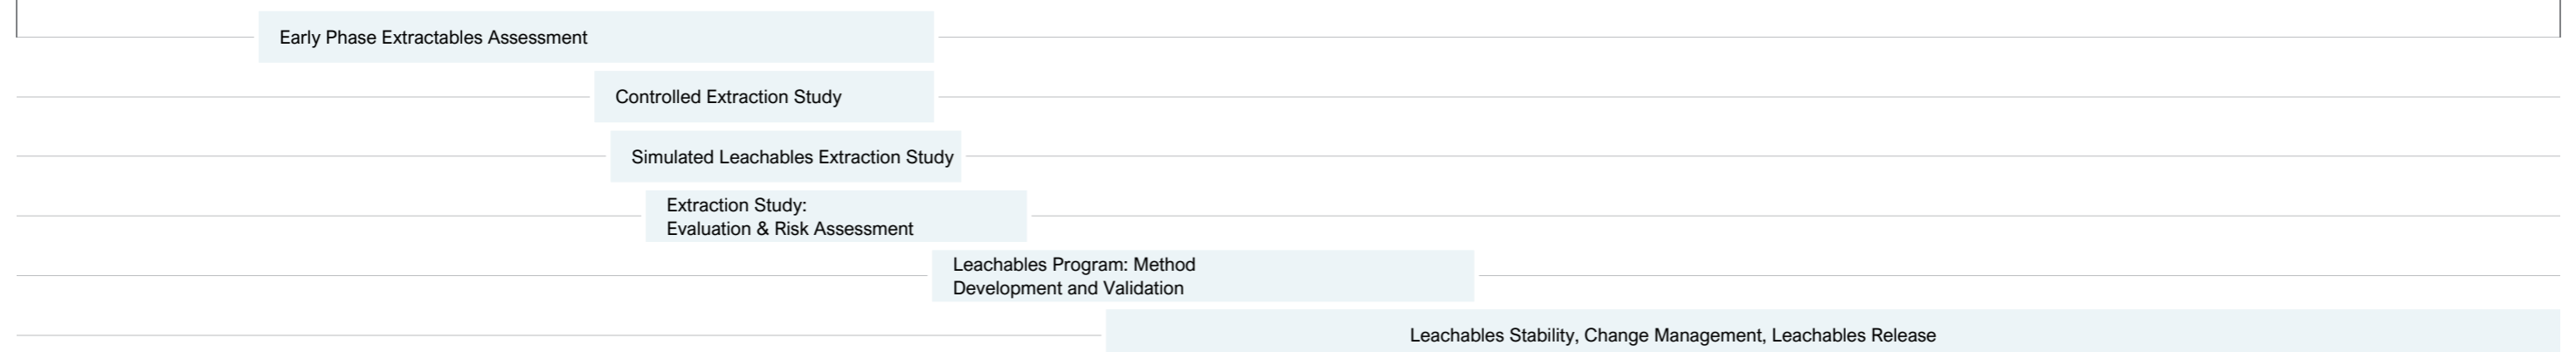 Early Phase Extractables Assessment
Controlled Extraction Study
Simulated Leachables Extraction Study
Extraction Study:
Evaluation & Risk Assessment
Leachables Program: Method
Development and Validation
Leachables Stability, Change Management, Leachables Release